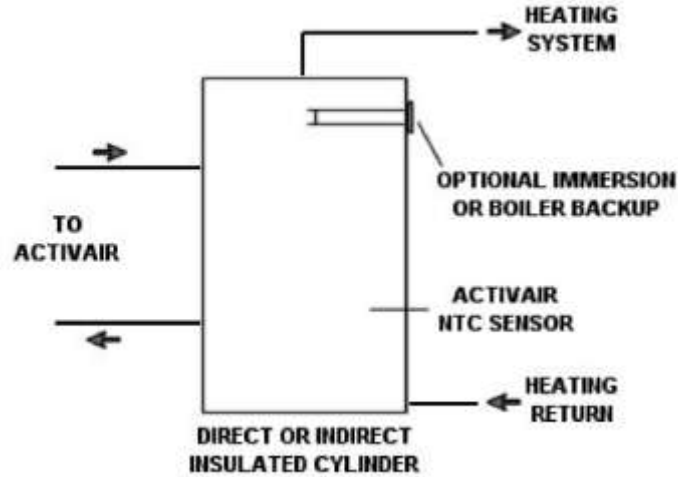 HEATING
SYSTEM
OPTIONAL IMMERSION
OR BOILER BACKUP
TO
ACTIVAIR
ACTIVAIR
NTC SENSOR
HEATING
RETURN
DIRECT OR INDIRECT
INSULATED CYLINDER